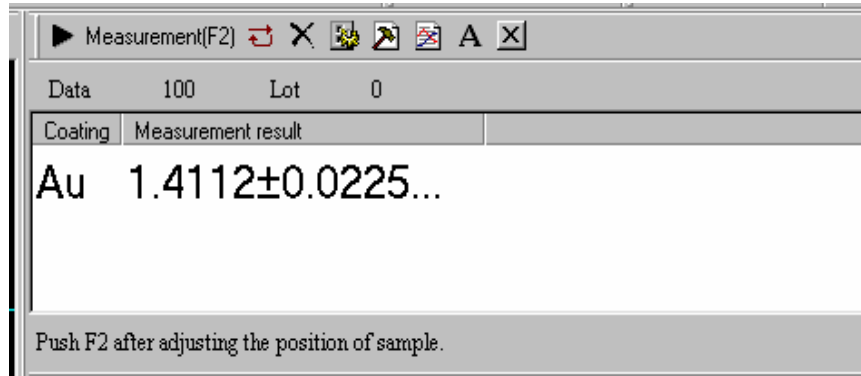 Measurement(F2) A X
Data 100 Lot 0
Coating Measurement result
Au 1.4112±0.0225...
Push F2 after adjusting the position of sample.